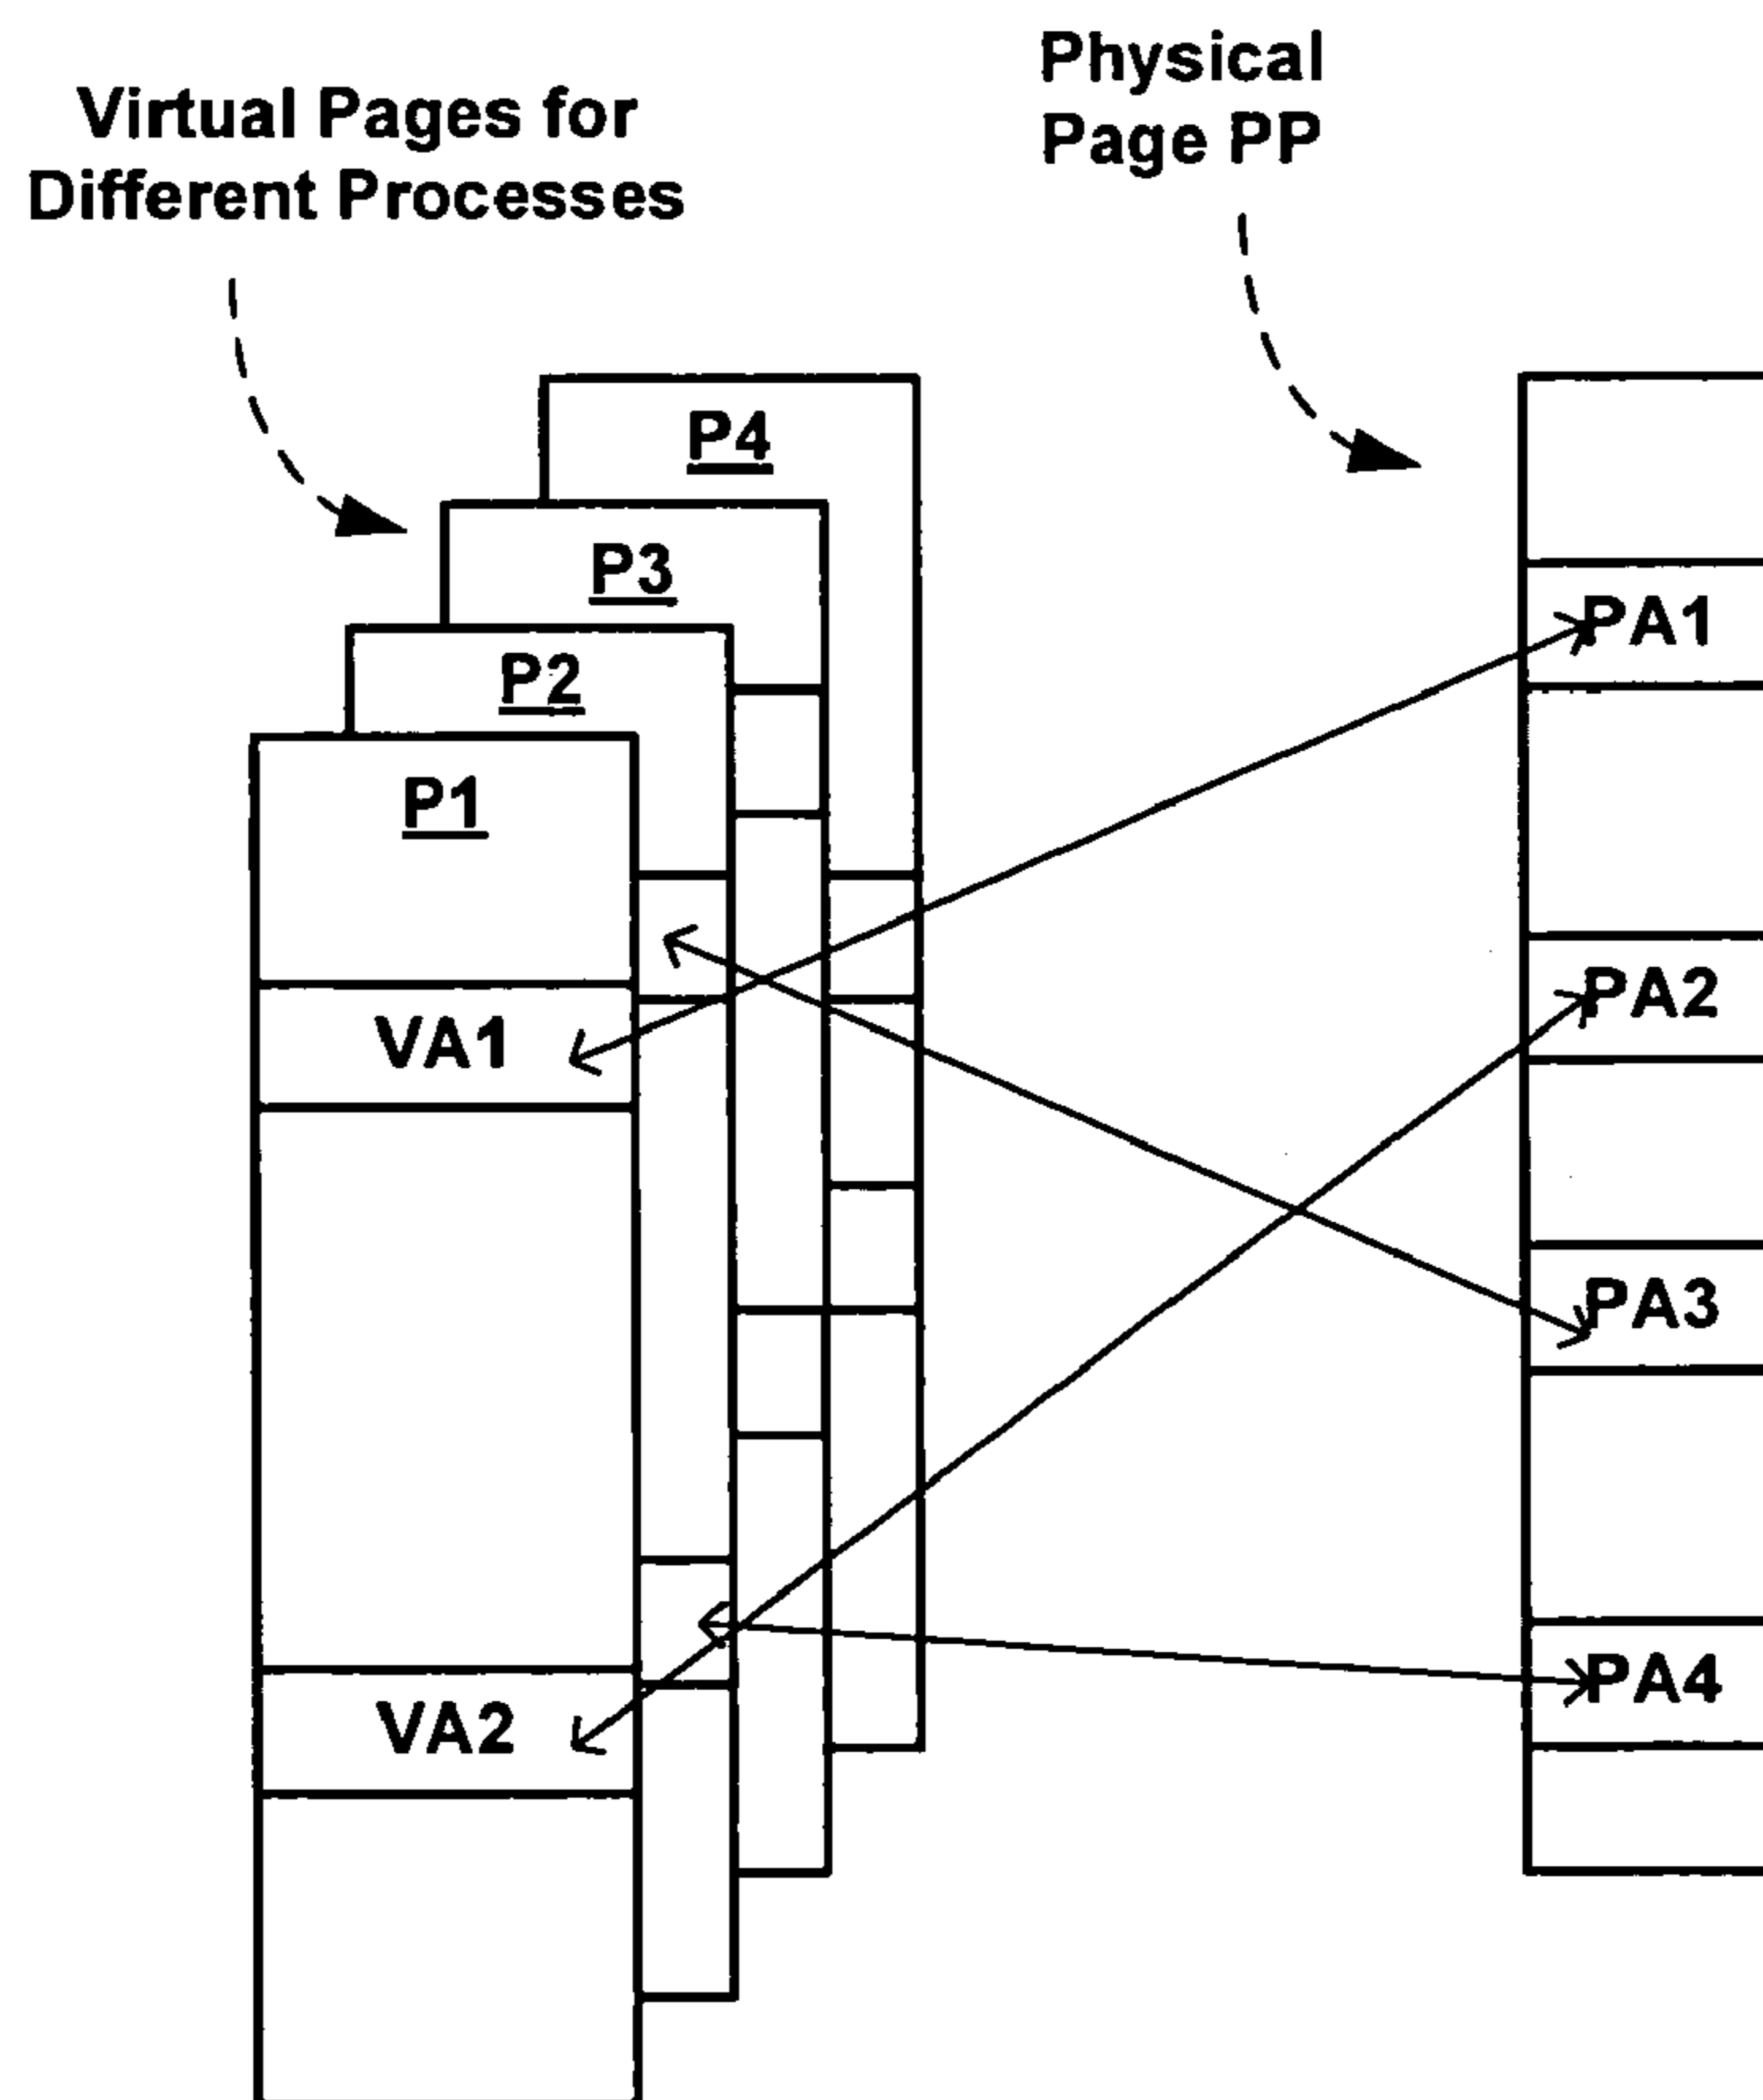 Virtual Pages for
Different Processes
Physical
Page PP
P4
P3
P2
P1
VA1
VA2
PA1
PA2
PA3
PA4